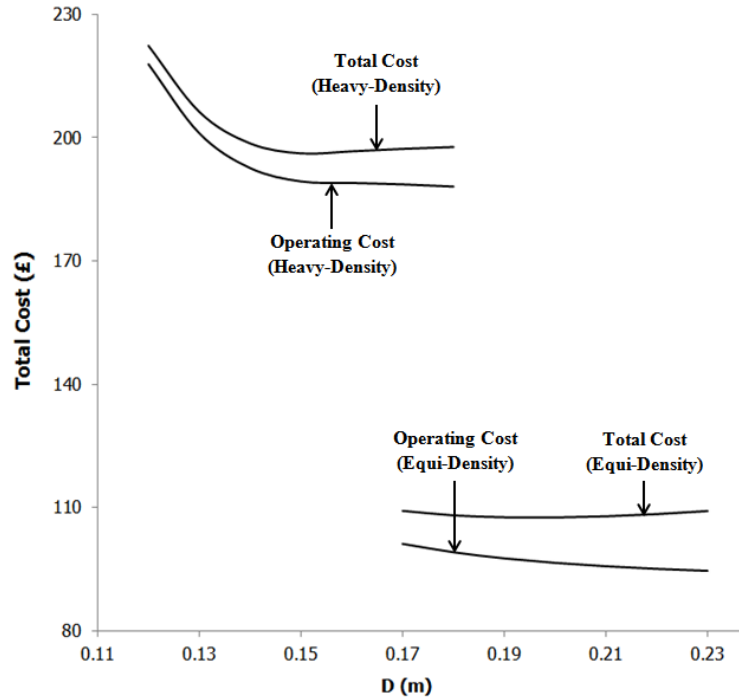 230
Total Cost
(Heavy-Density)
200
Operating Cost
(Heavy-Density)
170
Total Cost (£)
140
Operating Cost
(Equi-Density)
Total Cost
(Equi-Density)
110
80
0.11
0.13
0.15
0.17
0.19
0.21
0.23
D (m)